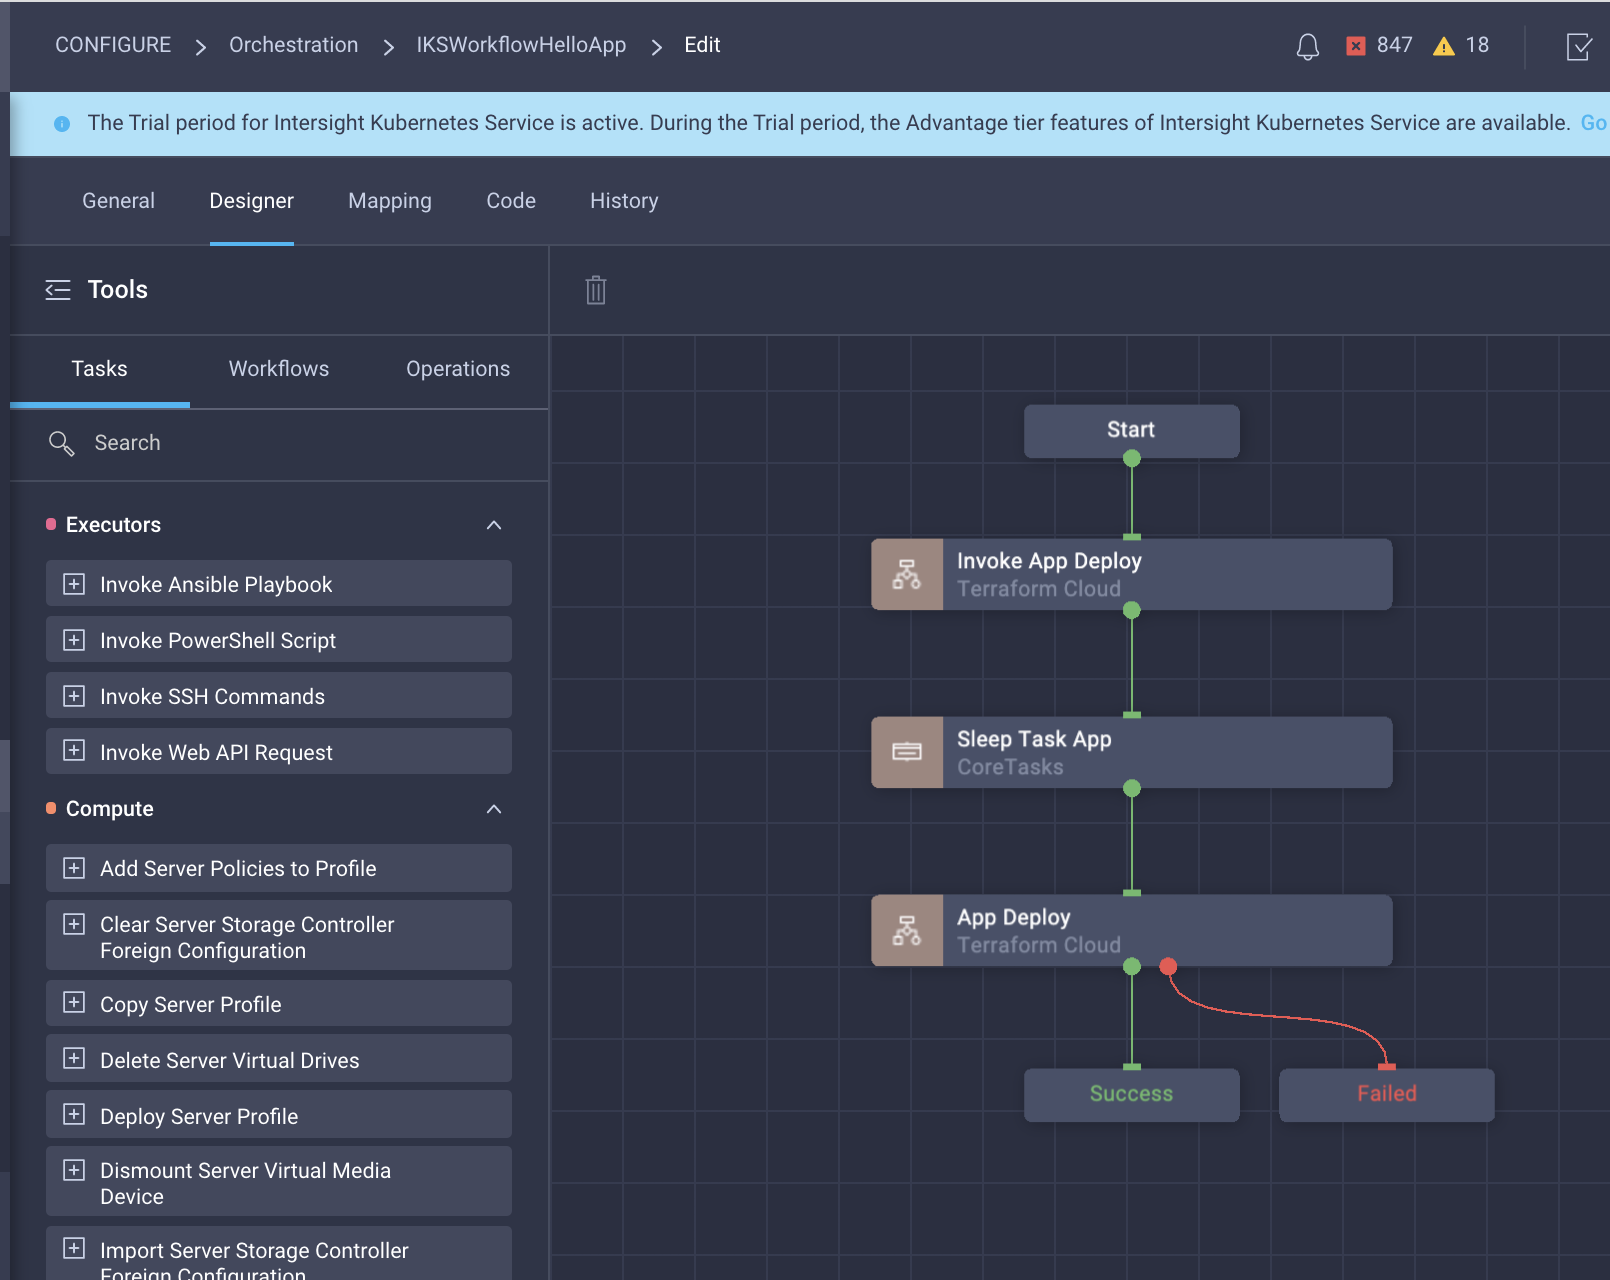 CONFIGURE > Orchestration > IKSWorkflowHelloApp > Edit
847 18
The Trial period for Intersight Kubernetes Service is active. During the Trial period, the Advantage tier features of Intersight Kubernetes Service are available. Go
General Designer Mapping Code History
Tools
Tasks Workflows Operations
Search
Executors
Invoke Ansible Playbook
Invoke PowerShell Script
Invoke SSH Commands
Invoke Web API Request
Compute
Add Server Policies to Profile
Clear Server Storage Controller
Foreign Configuration
Copy Server Profile
Delete Server Virtual Drives
Deploy Server Profile
Dismount Server Virtual Media
Device
Import Server Storage Controller
Foreign Configuration
Start
Invoke App Deploy
Terraform Cloud
Sleep Task App
CoreTasks
App Deploy
Terraform Cloud
Success Failed